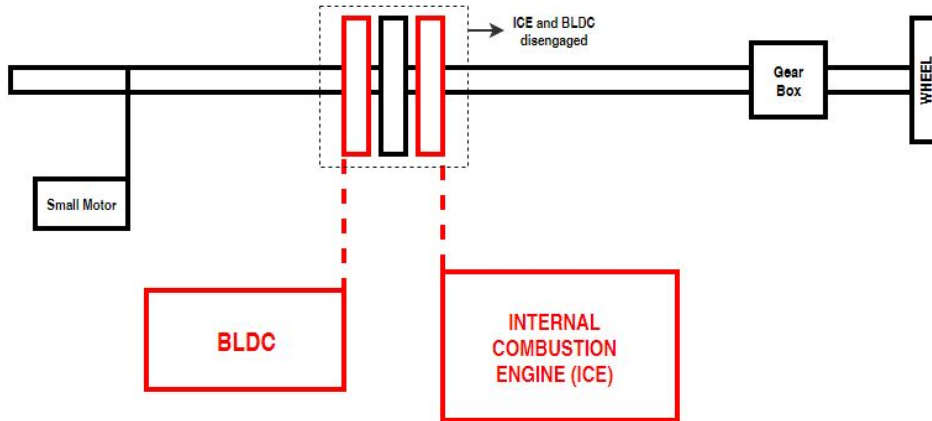 ICE and BLDC
disengaged
Gear
Box
WHEEL
Small Motor
BLDC
INTERNAL
COMBUSTION
ENGINE (ICE)